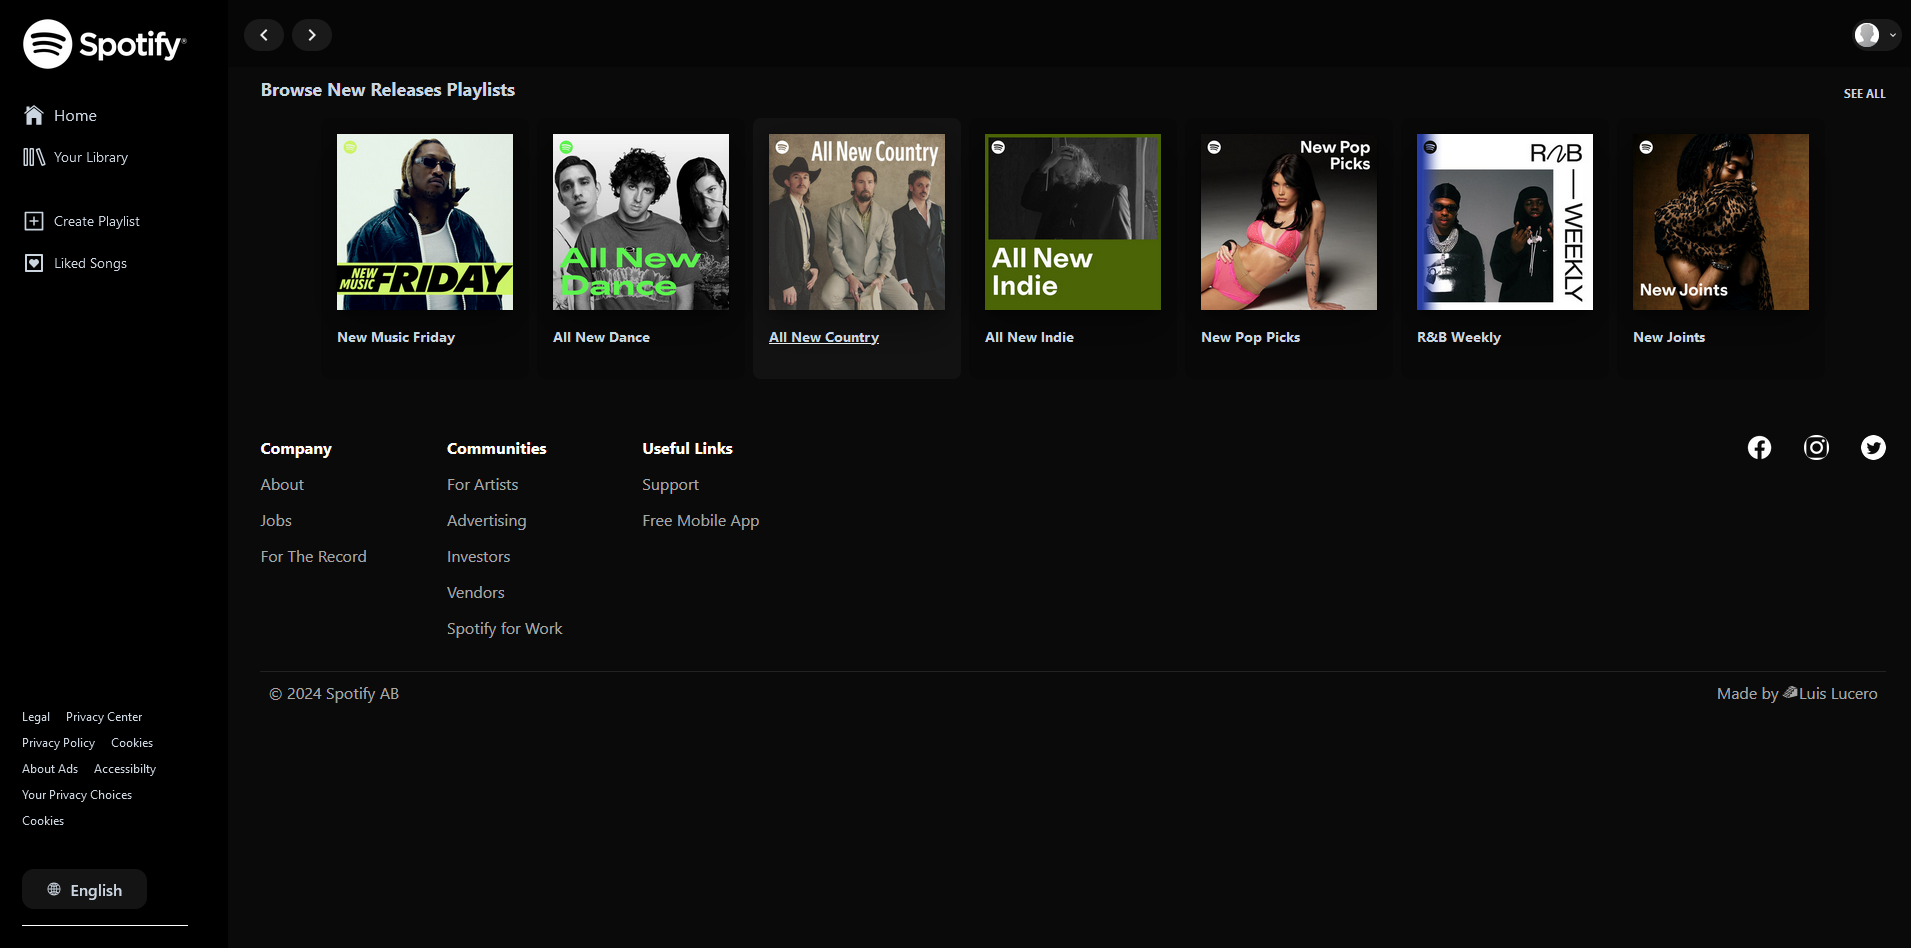 Spotify
Home
Your Library
Create Playlist
Liked Songs
Legal Privacy Center
Privacy Policy Cookies
About Ads Accessibilty
Your Privacy Choices
Cookies
English
Browse New Releases Playlists
SEE ALL
NEW
MUSIC FRIDAY
New Music Friday
All New
Dance
All New Dance
All New Country
All New Country
All New
Indie
All New Indie
New Pop
Picks
New Pop Picks
RNB
WEEKLY
R&B Weekly
New Joints
New Joints
Company
About
Jobs
For The Record
Communities
For Artists
Advertising
Investors
Vendors
Spotify for Work
Useful Links
Support
Free Mobile App
© 2024 Spotify AB
Made by Luis Lucero